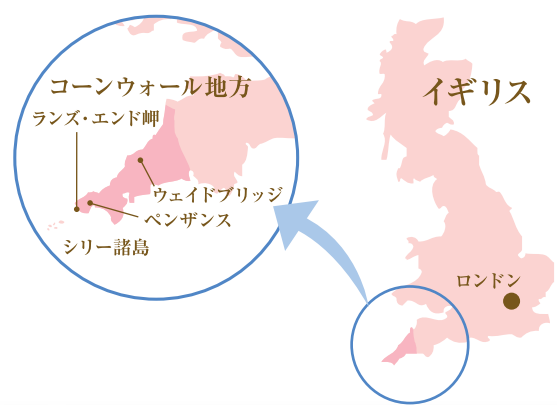 コーンウォール地方
ランズ・エンド岬
ウェイドブリッジ
ペンザンス
シリー諸島
イギリス
ロンドン